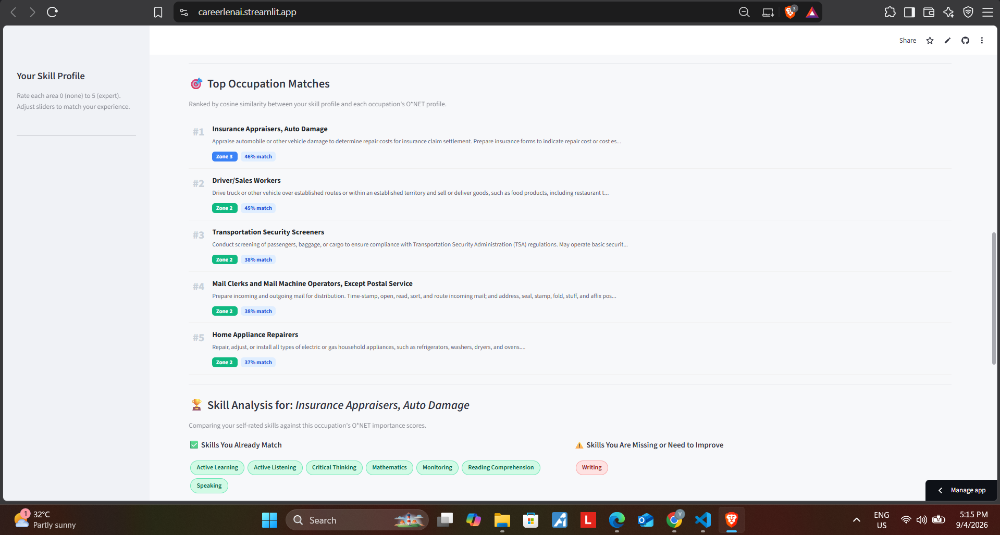 careerlenai.streamlit.app
3
Share
Your Skill Profile
Rate each area 0 (none) to 5 (expert).
Adjust sliders to match your experience.
Top Occupation Matches
Ranked by cosine similarity between your skill profile and each occupation's O*NET profile.
#1
Insurance Appraisers, Auto Damage
Appraise automobile or other vehicle damage to determine repair costs for insurance claim settlement. Prepare insurance forms to indicate repair cost or cost es...
Zone 3 46% match
#2
Driver/Sales Workers
Drive truck or other vehicle over established routes or within an established territory and sell or deliver goods, such as food products, including restaurant t...
Zone 2 45% match
#3
Transportation Security Screeners
Conduct screening of passengers, baggage, or cargo to ensure compliance with Transportation Security Administration (TSA) regulations. May operate basic securit...
Zone 2 38% match
#4
Mail Clerks and Mail Machine Operators, Except Postal Service
Prepare incoming and outgoing mail for distribution. Time-stamp, open, read, sort, and route incoming mail; and address, seal, stamp, fold, stuff, and affix pos...
Zone 2 38% match
#5
Home Appliance Repairers
Repair, adjust, or install all types of electric or gas household appliances, such as refrigerators, washers, dryers, and ovens....
Zone 2 37% match
Skill Analysis for: Insurance Appraisers, Auto Damage
Comparing your self-rated skills against this occupation's O*NET importance scores.
Skills You Already Match
Active Learning Active Listening Critical Thinking Mathematics Monitoring Reading Comprehension
Speaking
Skills You Are Missing or Need to Improve
Writing
Manage app
1
32°C
Partly sunny
Search
L
Y
ENG
US
5:15 PM
9/4/2026